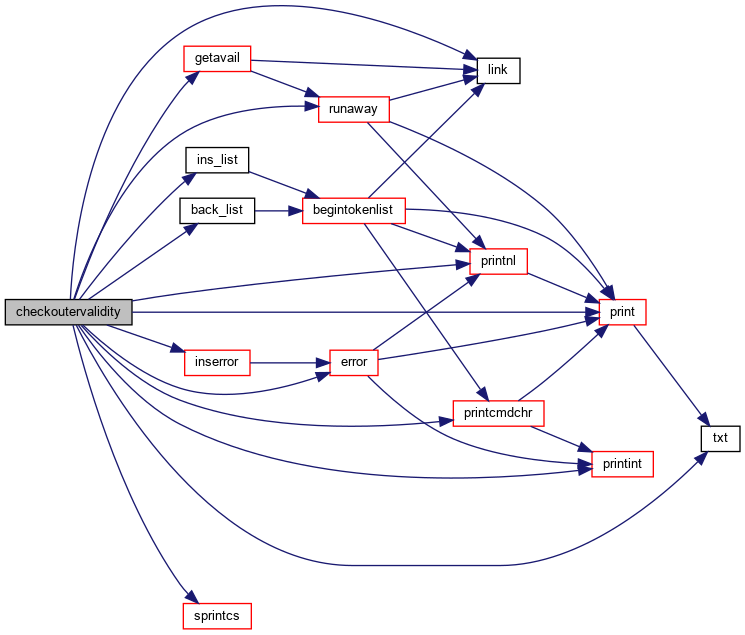 getavail
link
runaway
ins_list
back_list
begintokenlist
printnl
checkoutervalidity
print
inserror
error
printcmdchr
txt
printint
sprintcs